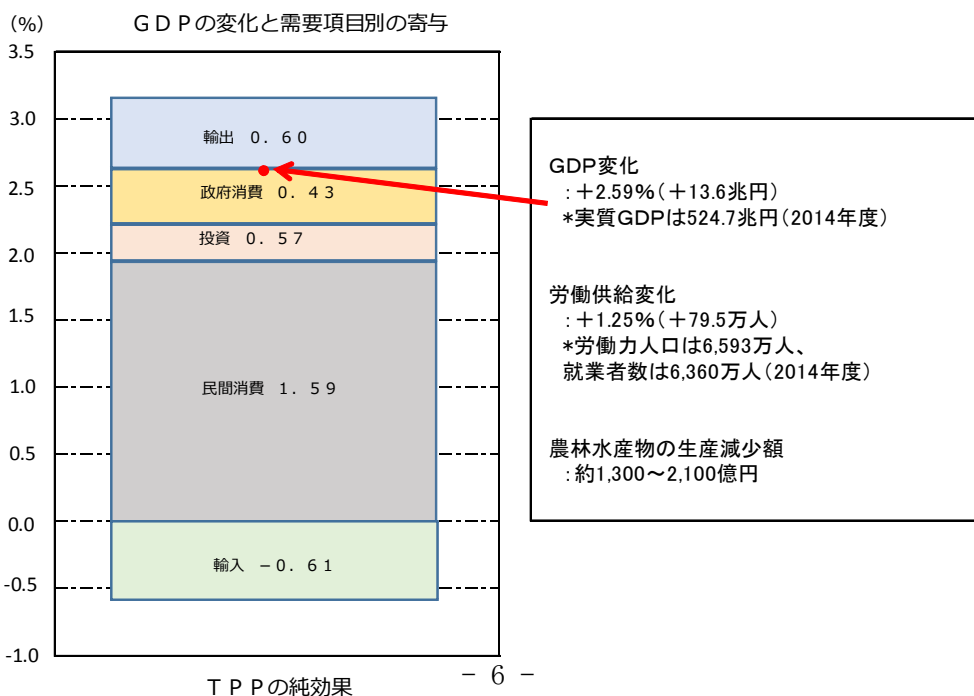 (%)
ＧＤＰの変化と需要項目別の寄与
3.5
3.0
2.5
2.0
1.5
1.0
0.5
0.0
-0.5
-1.0
輸出　０．６０
政府消費　０．４３
投資　０．５７
民間消費　１．５９
輸入　－０．６１
ＴＰＰの純効果
GDP変化
：＋2.59％（＋13.6兆円）
＊実質GDPは524.7兆円（2014年度）
労働供給変化
：＋1.25％（＋79.5万人）
＊労働力人口は6,593万人、
就業者数は6,360万人（2014年度）
農林水産物の生産減少額
：約1,300～2,100億円
- 6 -